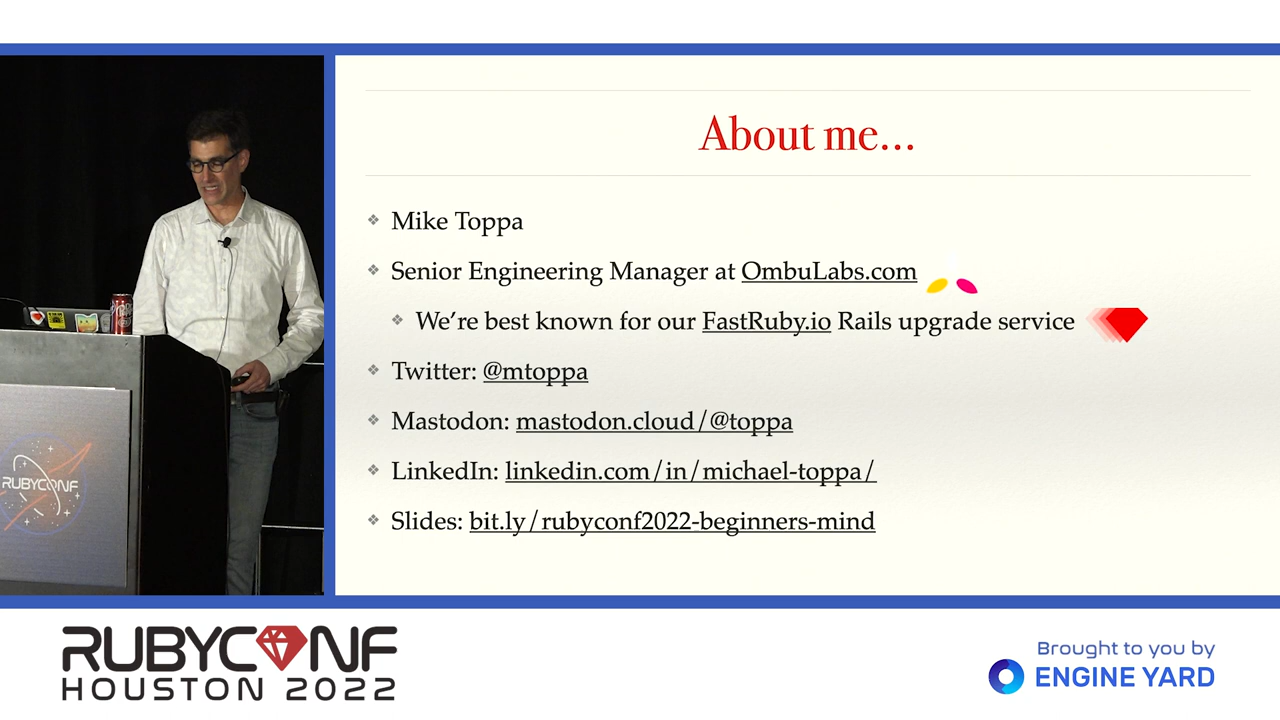 About me...
Mike Toppa
Senior Engineering Manager at OmbuLabs.com
We're best known for our FastRuby.io Rails upgrade service
Twitter: @mtoppa
Mastodon: mastodon.cloud/@toppa
LinkedIn: linkedin.com/in/michael-toppa/
Slides: bit.ly/rubyconf2022-beginners-mind
RUBYCONF
RUBYCONF
HOUSTON 2022
Brought to you by
ENGINE YARD